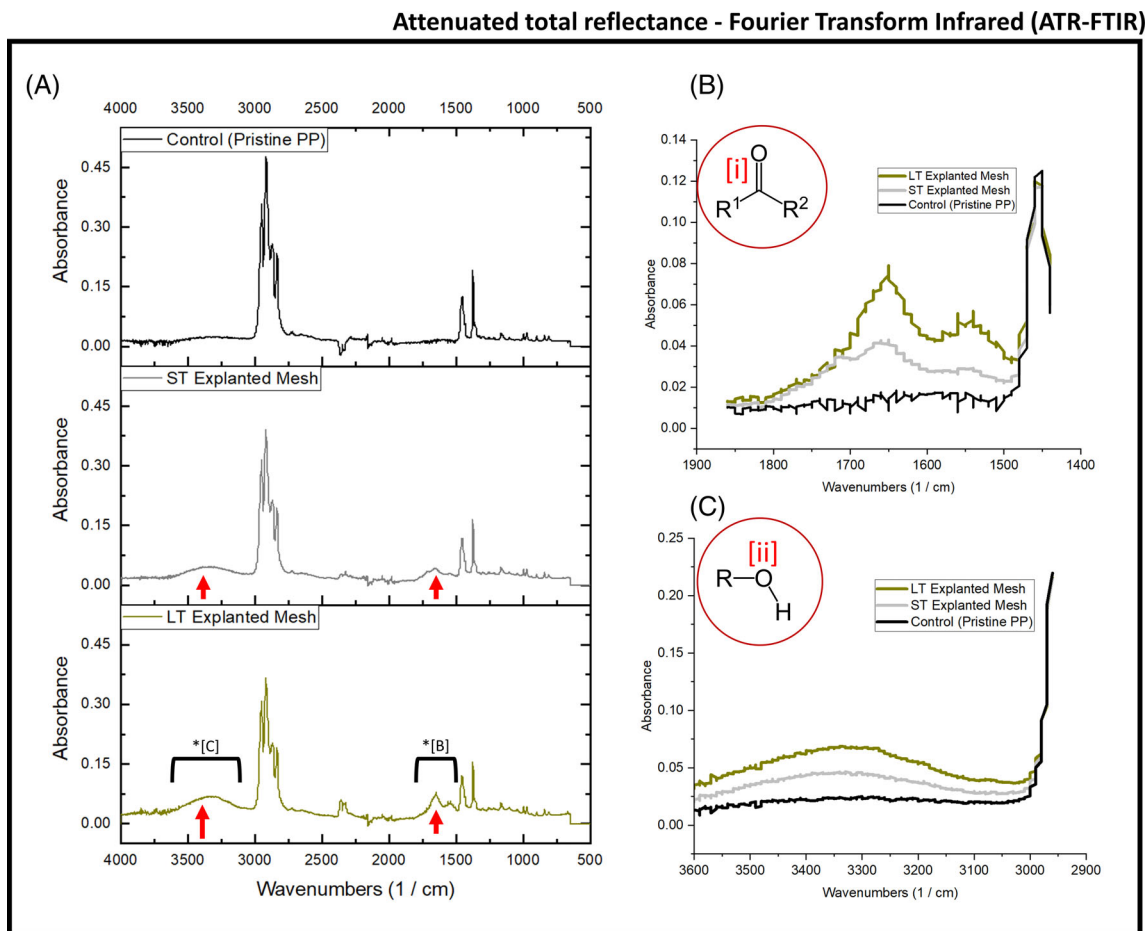 Attenuated total reflectance - Fourier Transform Infrared (ATR-FTIR)
(A)
4000 3500 3000 2500 2000 1500 1000 500
Control (Pristine PP)
Absorbance
0.45
0.30
0.15
0.00
ST Explanted Mesh
Absorbance
0.45
0.30
0.15
0.00
LT Explanted Mesh
Absorbance
0.45
0.30
0.15
0.00
*[C]
*[B]
4000 3500 3000 2500 2000 1500 1000 500
Wavenumbers (1 / cm)
(B)
0.14
0.12
0.10
0.08
0.06
0.04
0.02
0.00
Absorbance
O
[i]
R1 R2
LT Explanted Mesh
ST Explanted Mesh
Control (Pristine PP)
1900 1800 1700 1600 1500 1400
Wavenumbers (1 / cm)
(C)
0.25
0.20
0.15
0.10
0.05
0.00
Absorbance
[ii]
R O
H
LT Explanted Mesh
ST Explanted Mesh
Control (Pristine PP)
3600 3500 3400 3300 3200 3100 3000 2900
Wavenumbers (1 / cm)